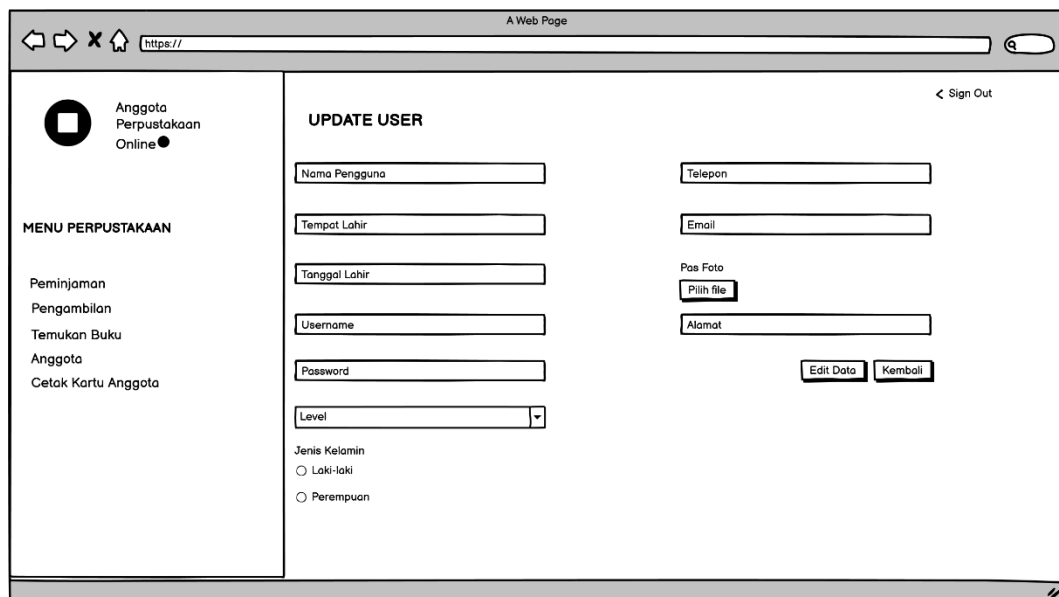 A Web Page
https://
Anggota
Perpustakaan
Online
MENU PERPUSTAKAAN
Peminjaman
Pengambilan
Temukan Buku
Anggota
Cetak Kartu Anggota
< Sign Out
UPDATE USER
Nama Pengguna
Tempat Lahir
Tanggal Lahir
Username
Password
Level
Jenis Kelamin
Laki-laki
Perempuan
Telepon
Email
Pas Foto
Pilih file
Alamat
Edit Data
Kembali